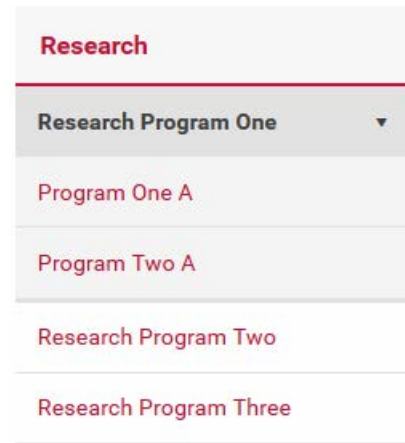 Research
Research Program One
Program One A
Program Two A
Research Program Two
Research Program Three